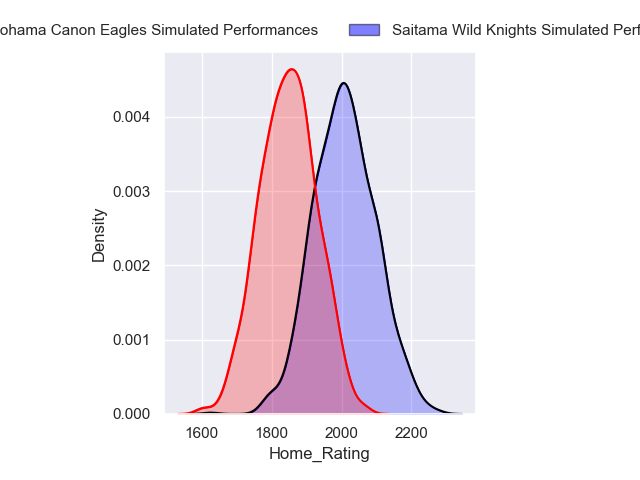 ohama Canon Eagles Simulated Performances
Saitama Wild Knights Simulated Perf
0.004
0.003
0.002
0.001
0.000
Density
1600 1800 2000 2200
Home_Rating